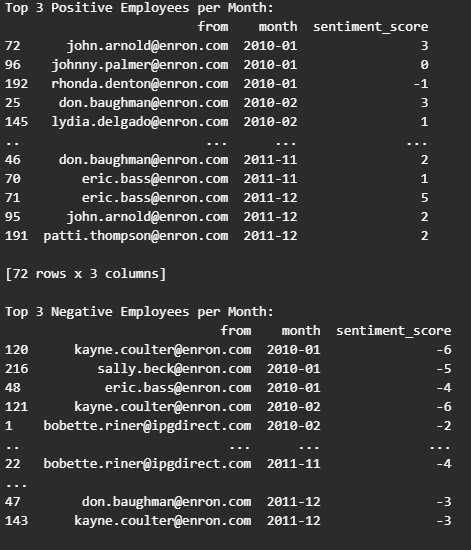 Top 3 Positive Employees per Month:
from month sentiment_score
72 john.arnold@enron.com 2010-01 3
96 johnny.palmer@enron.com 2010-01 0
192 rhonda.denton@enron.com 2010-01 -1
25 don.baughman@enron.com 2010-02 3
145 lydia.delgado@enron.com 2010-02 1
.. ... ... ...
46 don.baughman@enron.com 2011-11 2
70 eric.bass@enron.com 2011-11 1
71 eric.bass@enron.com 2011-12 5
95 john.arnold@enron.com 2011-12 2
191 patti.thompson@enron.com 2011-12 2
[72 rows x 3 columns]
Top 3 Negative Employees per Month:
from month sentiment_score
120 kayne.coulter@enron.com 2010-01 -6
216 sally.beck@enron.com 2010-01 -5
48 eric.bass@enron.com 2010-01 -4
121 kayne.coulter@enron.com 2010-02 -6
1 bobette.riner@ipgdirect.com 2010-02 -2
.. ... ... ...
22 bobette.riner@ipgdirect.com 2011-11 -4
...
47 don.baughman@enron.com 2011-12 -3
143 kayne.coulter@enron.com 2011-12 -3